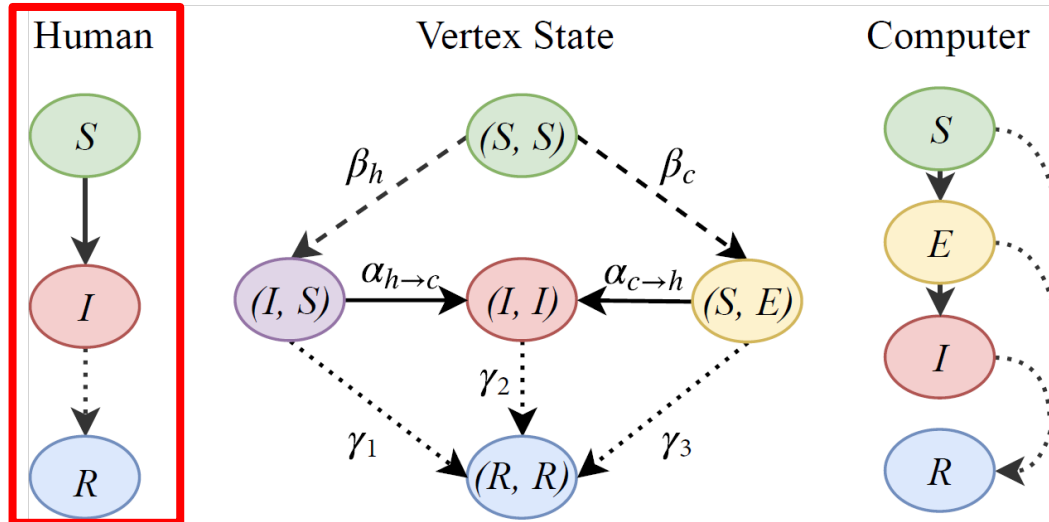 Human
Vertex State
Computer
S
(S, S)
S
β_h
β_c
E
α_{h→c}
α_{c→h}
I
(I, S)
(I, I)
(S, E)
I
γ_2
γ_1
γ_3
R
(R, R)
R